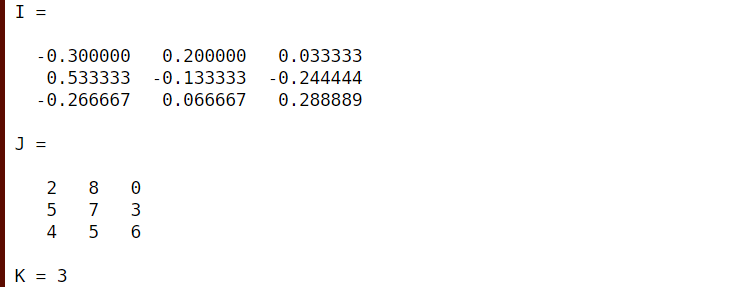 I =
-0.300000 0.200000 0.033333
0.533333 -0.133333 -0.244444
-0.266667 0.066667 0.288889
J =
2 8 0
5 7 3
4 5 6
K = 3